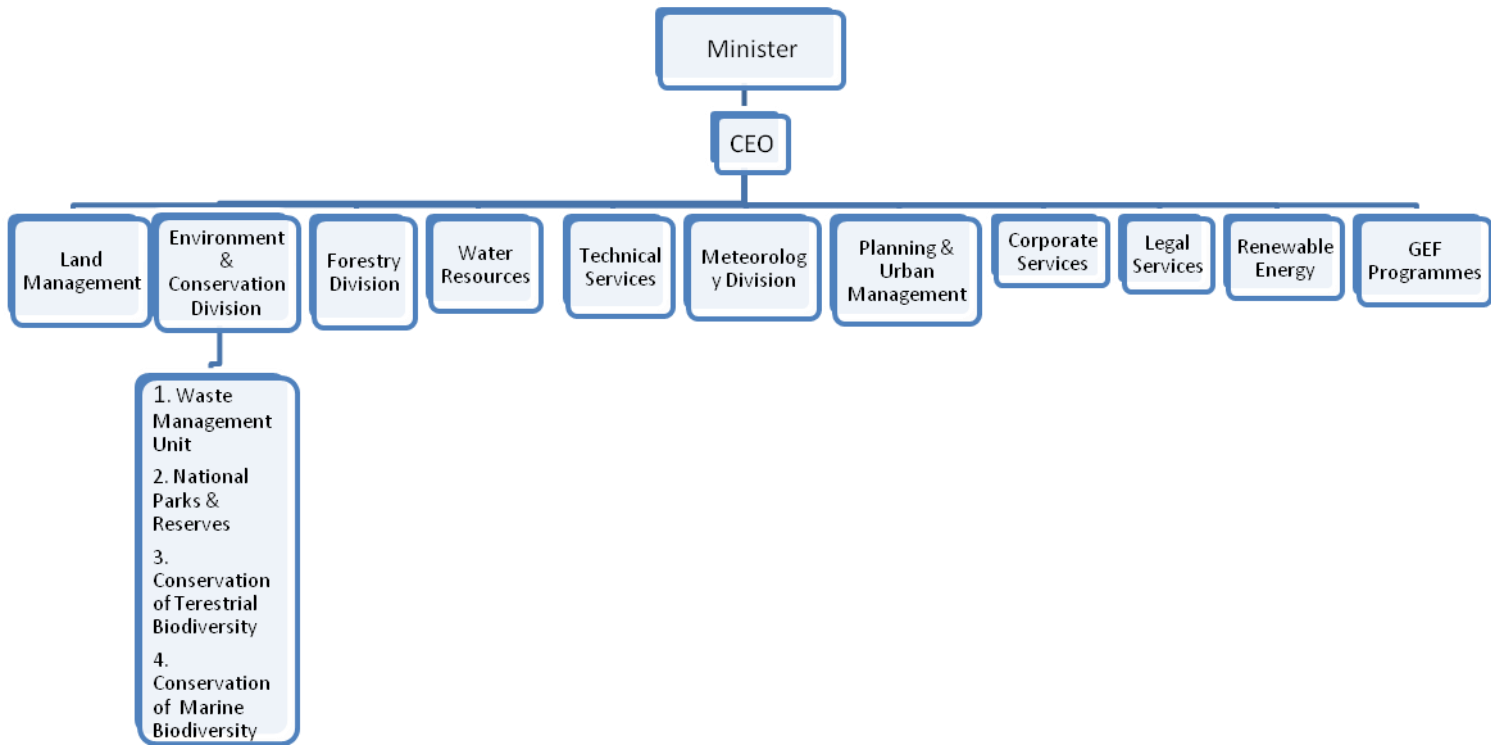 Minister
CEO
Land
Management
Environment
&
Conservation
Division
Forestry
Division
Water
Resources
Technical
Services
Meteorolog
y Division
Planning &
Urban
Management
Corporate
Services
Legal
Services
Renewable
Energy
GEF
Programmes
1. Waste
Management
Unit
2. National
Parks &
Reserves
3.
Conservation
of Terestrial
Biodiversity
4.
Conservation
of Marine
Biodiversity